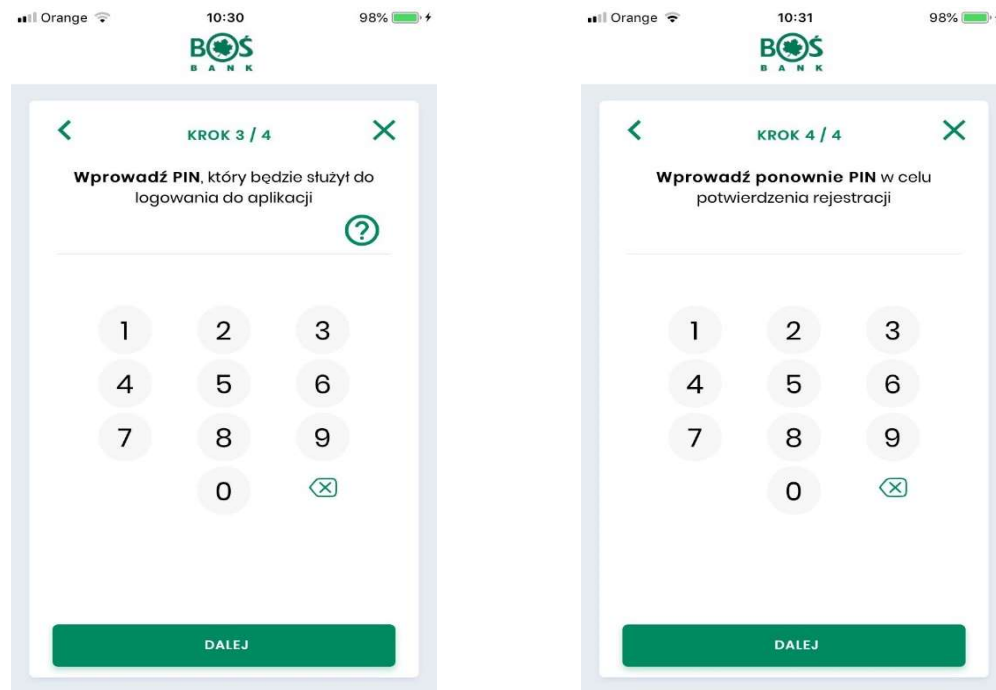 Orange 10:30 98%
BOŚ
BANK
KROK 3 / 4
Wprowadź PIN, który będzie służył do
logowania do aplikacji
?
1 2 3
4 5 6
7 8 9
0
DALEJ
Orange 10:31 98%
BOŚ
BANK
KROK 4 / 4
Wprowadź ponownie PIN w celu
potwierdzenia rejestracji
1 2 3
4 5 6
7 8 9
0
DALEJ